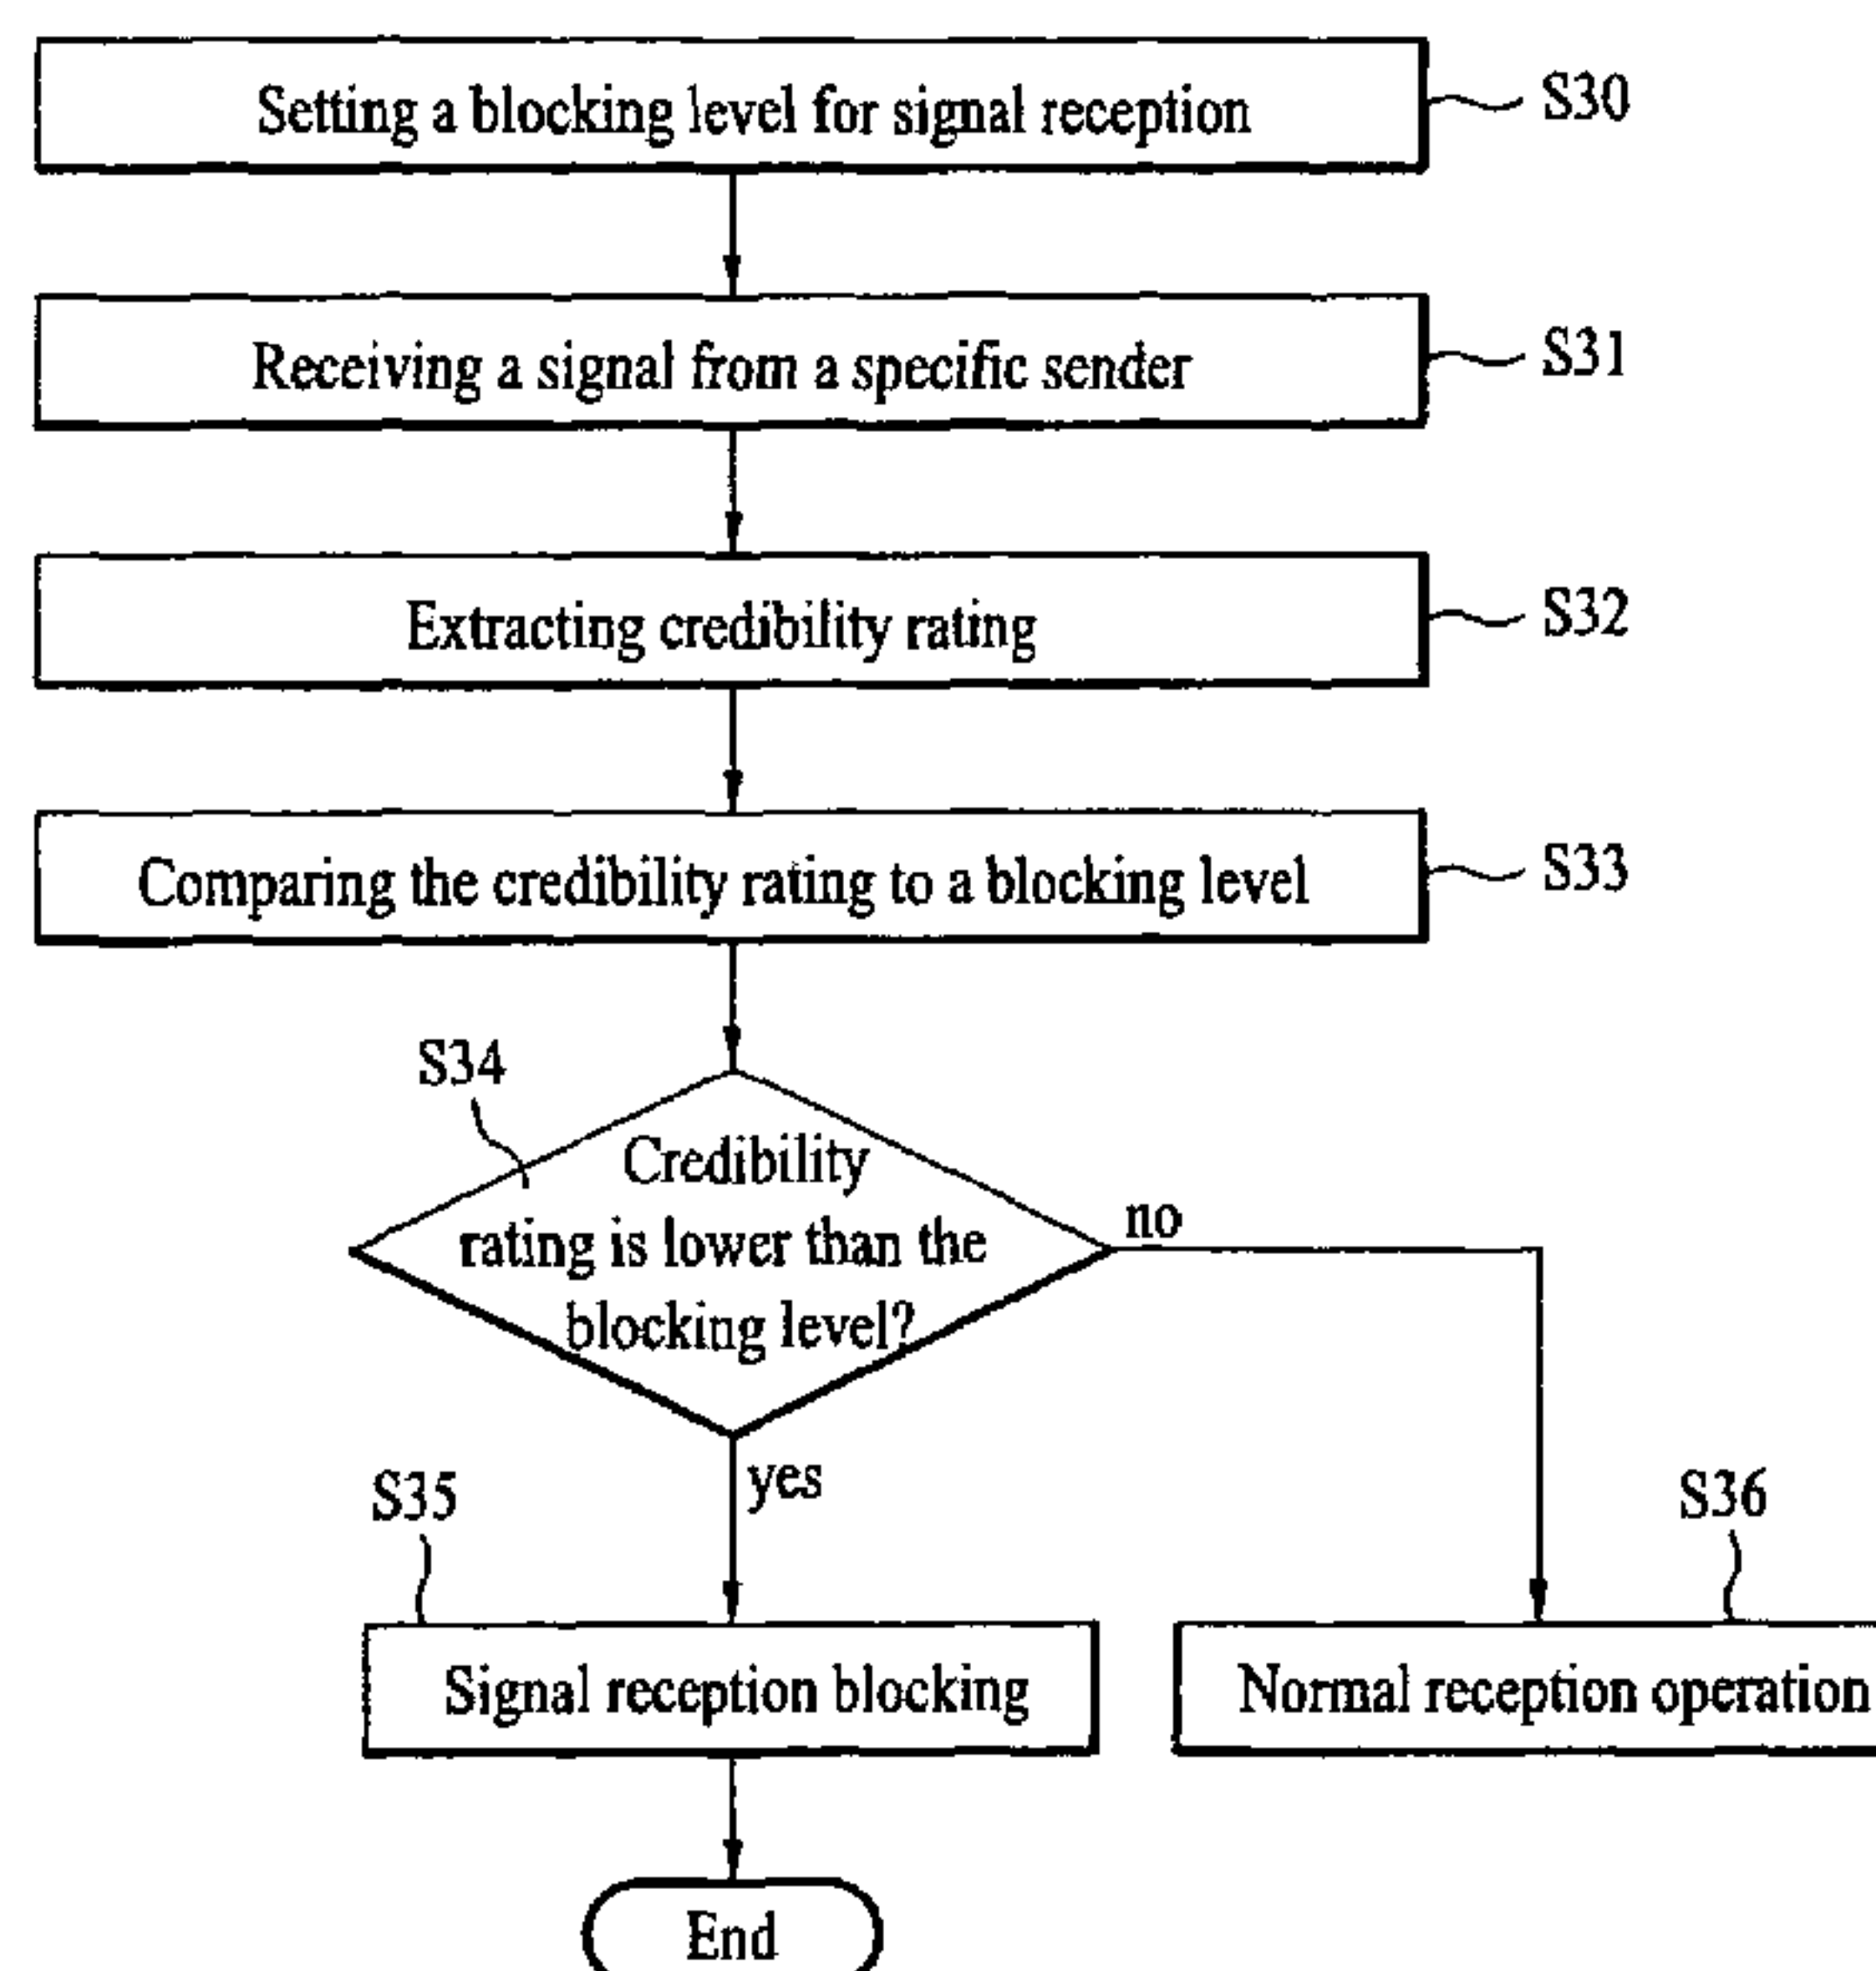 Setting a blocking level for signal reception
S30
Receiving a signal from a specific sender
S31
Extracting credibility rating
S32
Comparing the credibility rating to a blocking level
S33
S34
Credibility
rating is lower than the
blocking level?
no
yes
S35
S36
Signal reception blocking
Normal reception operation
End